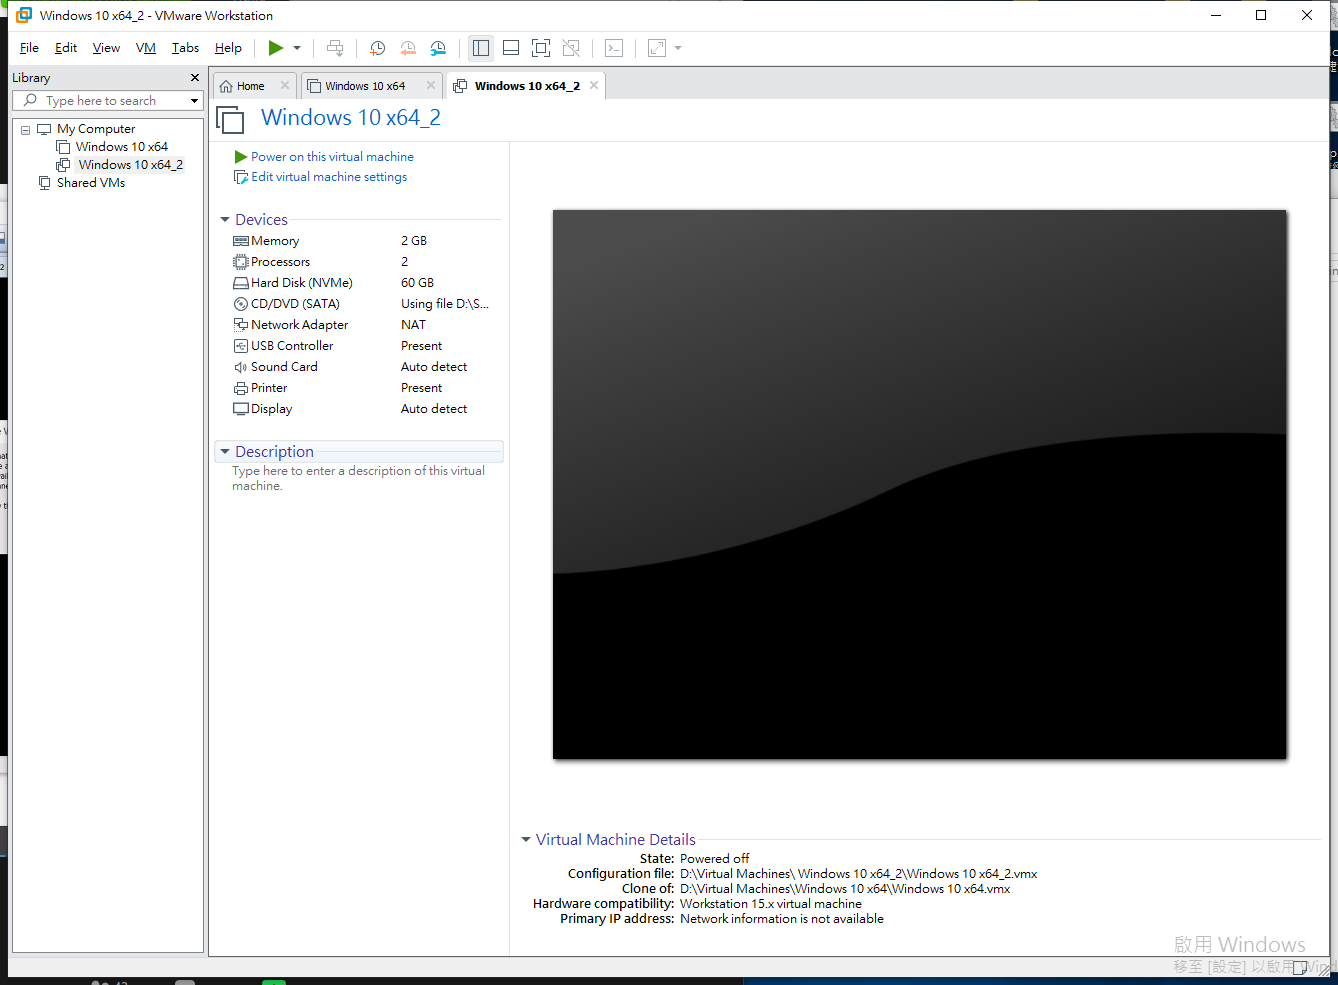 Windows 10 x64_2 - VMware Workstation
File Edit View VM Tabs Help
Library
Type here to search
My Computer
Windows 10 x64
Windows 10 x64_2
Shared VMs
Home
Windows 10 x64
Windows 10 x64_2
Windows 10 x64_2
Power on this virtual machine
Edit virtual machine settings
Devices
Memory 2 GB
Processors 2
Hard Disk (NVMe) 60 GB
CD/DVD (SATA) Using file D:\S...
Network Adapter NAT
USB Controller Present
Sound Card Auto detect
Printer Present
Display Auto detect
Description
Type here to enter a description of this virtual
machine.
Virtual Machine Details
State: Powered off
Configuration file: D:\Virtual Machines\ Windows 10 x64_2\Windows 10 x64_2.vmx
Clone of: D:\Virtual Machines\Windows 10 x64\Windows 10 x64.vmx
Hardware compatibility: Workstation 15.x virtual machine
Primary IP address: Network information is not available
啟用 Windows
移至 [設定] 以啟用 Wind